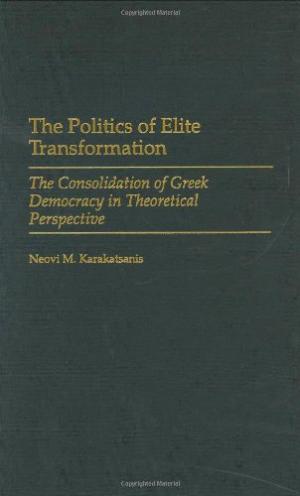 The Politics of Elite
Transformation
The Consolidation of Greek
Democracy in Theoretical
Perspective
Neovi M. Karakatsanis